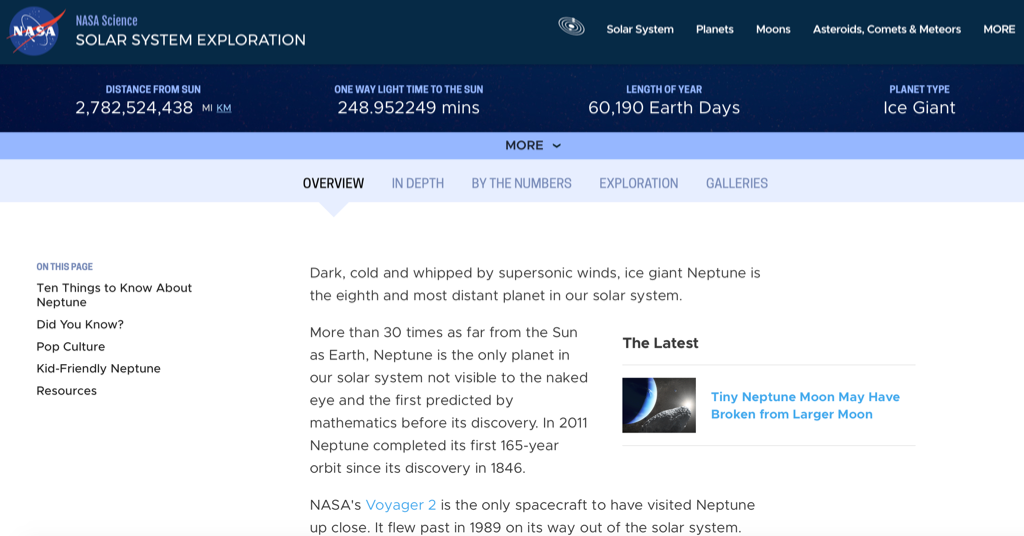 NASA
NASA Science
SOLAR SYSTEM EXPLORATION
Solar System
Planets
Moons
Asteroids, Comets & Meteors
MORE
DISTANCE FROM SUN
2,782,524,438 MI KM
ONE WAY LIGHT TIME TO THE SUN
248.952249 mins
LENGTH OF YEAR
60,190 Earth Days
PLANET TYPE
Ice Giant
MORE
OVERVIEW
IN DEPTH
BY THE NUMBERS
EXPLORATION
GALLERIES
ON THIS PAGE
Ten Things to Know About
Neptune
Did You Know?
Pop Culture
Kid-Friendly Neptune
Resources
Dark, cold and whipped by supersonic winds, ice giant Neptune is
the eighth and most distant planet in our solar system.
More than 30 times as far from the Sun
as Earth, Neptune is the only planet in
our solar system not visible to the naked
eye and the first predicted by
mathematics before its discovery. In 2011
Neptune completed its first 165-year
orbit since its discovery in 1846.
The Latest
Tiny Neptune Moon May Have
Broken from Larger Moon
NASA's Voyager 2 is the only spacecraft to have visited Neptune
up close. It flew past in 1989 on its way out of the solar system.